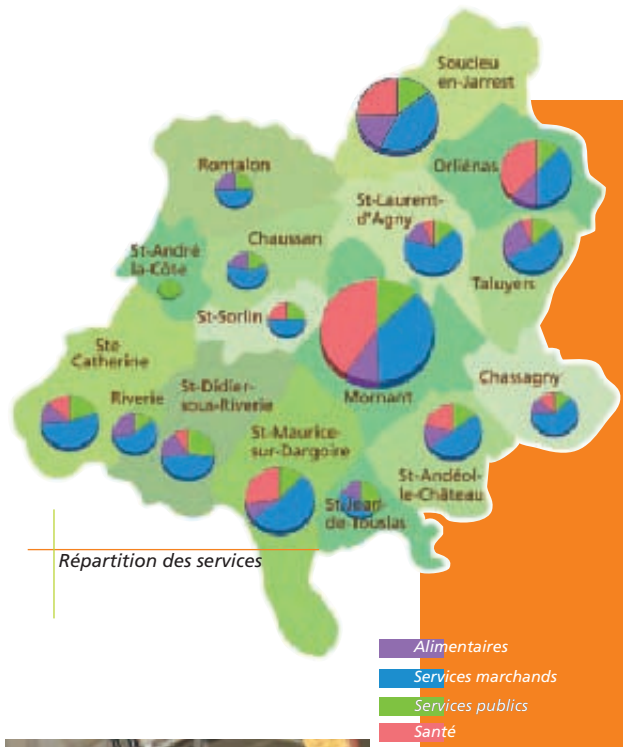 Soucieu
en-Jarrest
Rontalon
Orliénas
St-Laurent-
d'Agny
Chaussan
St-André
la-Côte
Taluyers
St-Sorlin
Ste
Catherine
Riverie
St-Didier-
sous-Riverie
Mornant
Chassagny
St-Maurice-
sur-Dargoire
St-Andéol-
le-Château
St-Jean-
de-Touslas
Répartition des services
Alimentaires
Services marchands
Services publics
Santé